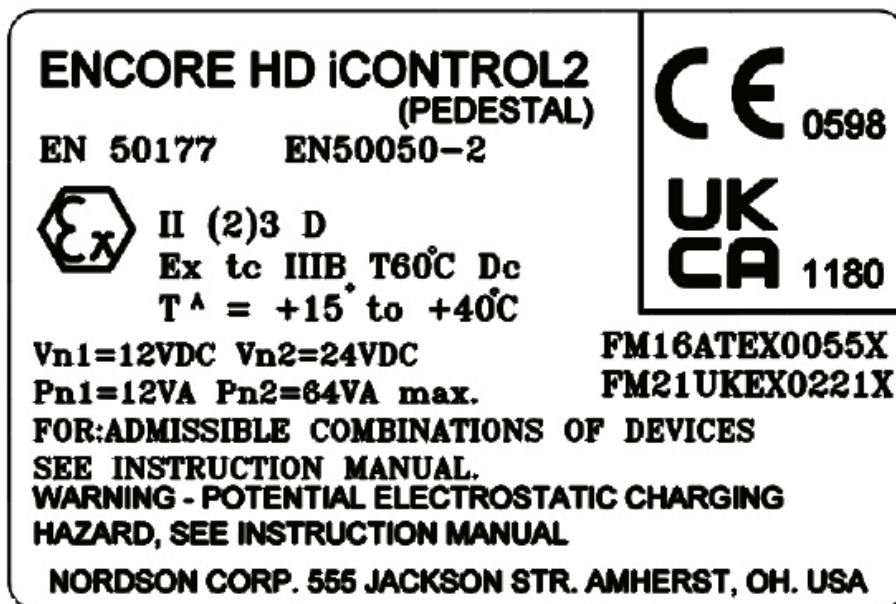 ENCORE HD iCONTROL2
(PEDESTAL)
EN 50177 EN50050-2
CE 0598
UK
CA 1180
Ex II (2)3 D
Ex tc IIIB T60°C Dc
T A = +15° to +40°C
Vn1=12VDC Vn2=24VDC
Pn1=12VA Pn2=64VA max.
FM16ATEX0055X
FM21UKEX0221X
FOR:ADMISSIBLE COMBINATIONS OF DEVICES
SEE INSTRUCTION MANUAL.
WARNING - POTENTIAL ELECTROSTATIC CHARGING
HAZARD, SEE INSTRUCTION MANUAL
NORDSON CORP. 555 JACKSON STR. AMHERST, OH. USA